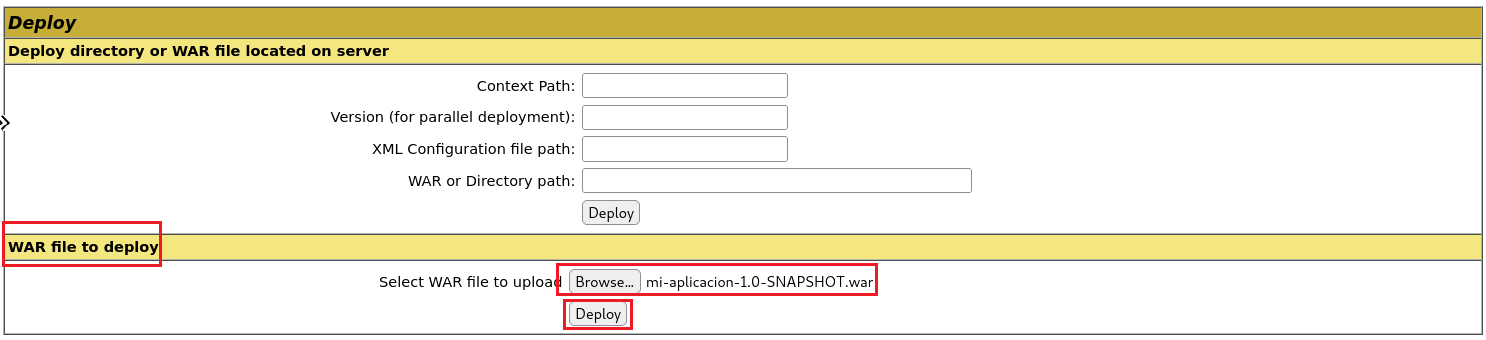 Deploy
Deploy directory or WAR file located on server
Context Path:
Version (for parallel deployment):
XML Configuration file path:
WAR or Directory path:
Deploy
WAR file to deploy
Select WAR file to upload Browse... mi-aplicacion-1.0-SNAPSHOT.war
Deploy